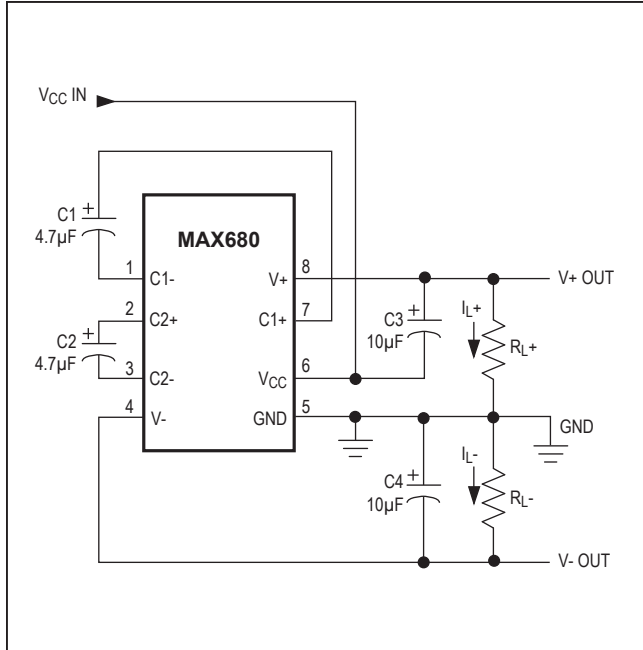 VCC IN
C1
+
4.7µF
MAX680
1
C1-
V+
8
V+ OUT
2
C2+
C1+
7
C2
+
4.7µF
3
C2-
VCC
6
4
V-
GND
5
+
C3
10µF
IL+
RL+
GND
+
C4
10µF
IL-
RL-
V- OUT